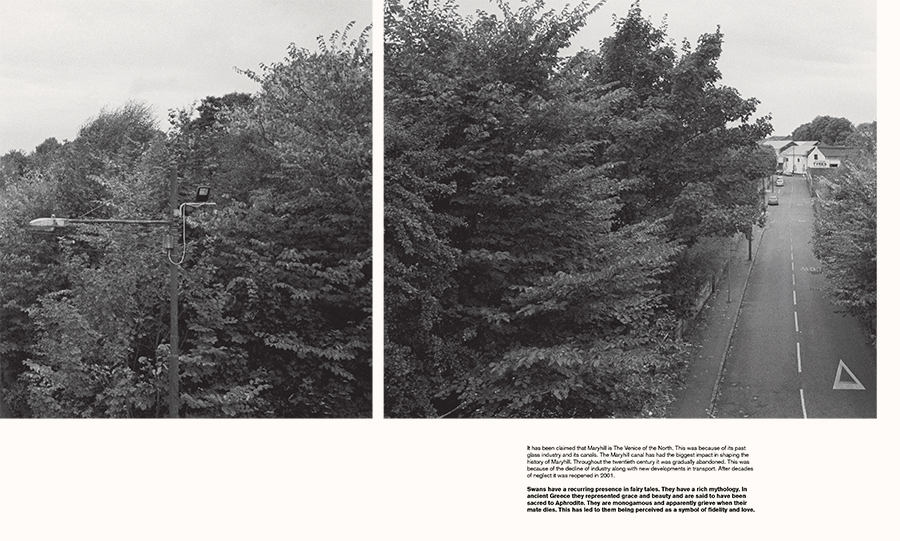 TYRES
It has been claimed that Maryhill is The Venice of the North. This was because of its past
glass industry and its canals. The Maryhill canal has had the biggest impact in shaping the
history of Maryhill. Throughout the twentieth century it was gradually abandoned. This was
because of the decline of industry along with new developments in transport. After decades
of neglect it was reopened in 2001.
Swans have a recurring presence in fairy tales. They have a rich mythology. In
ancient Greece they represented grace and beauty and are said to have been
sacred to Aphrodite. They are monogamous and apparently grieve when their
mate dies. This has led to them being perceived as a symbol of fidelity and love.